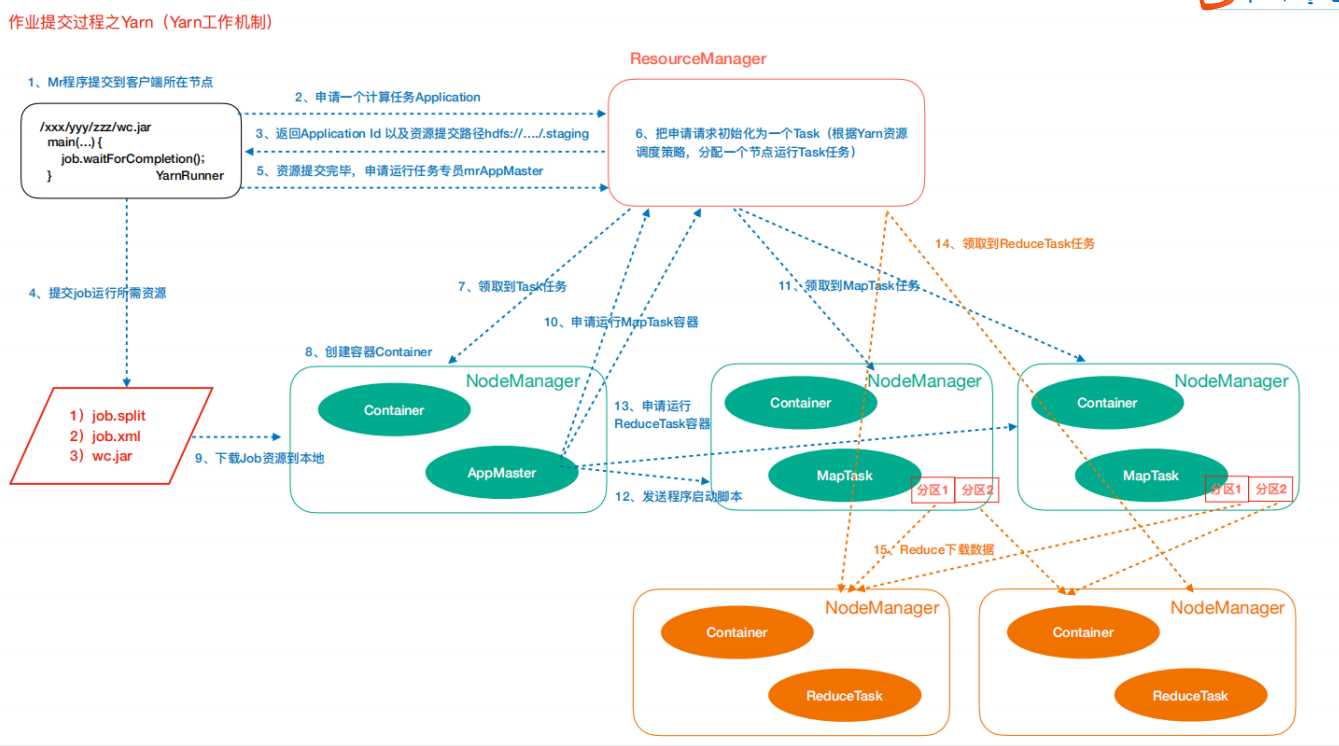 作业提交过程之Yarn（Yarn工作机制）
ResourceManager
1、Mr程序提交到客户端所在节点
/xxx/yyy/zzz/wc.jar
main(...) {
job.waitForCompletion();
}
YarnRunner
2、申请一个计算任务Application
3、返回Application Id 以及资源提交路径hdfs://…./.staging
5、资源提交完毕，申请运行任务专员mrAppMaster
6、把申请请求初始化为一个Task（根据Yarn资源
调度策略，分配一个节点运行Task任务）
14、领取到ReduceTask任务
4、提交job运行所需资源
7、领取到Task任务
11、领取到MapTask任务
10、申请运行MapTask容器
8、创建容器Container
1）job.split
2）job.xml
3）wc.jar
9、下载Job资源到本地
NodeManager
Container
AppMaster
13、申请运行
ReduceTask容器
12、发送程序启动脚本
NodeManager
Container
MapTask
分区1
分区2
NodeManager
Container
MapTask
分区1
分区2
15、Reduce下载数据
NodeManager
Container
ReduceTask
NodeManager
Container
ReduceTask